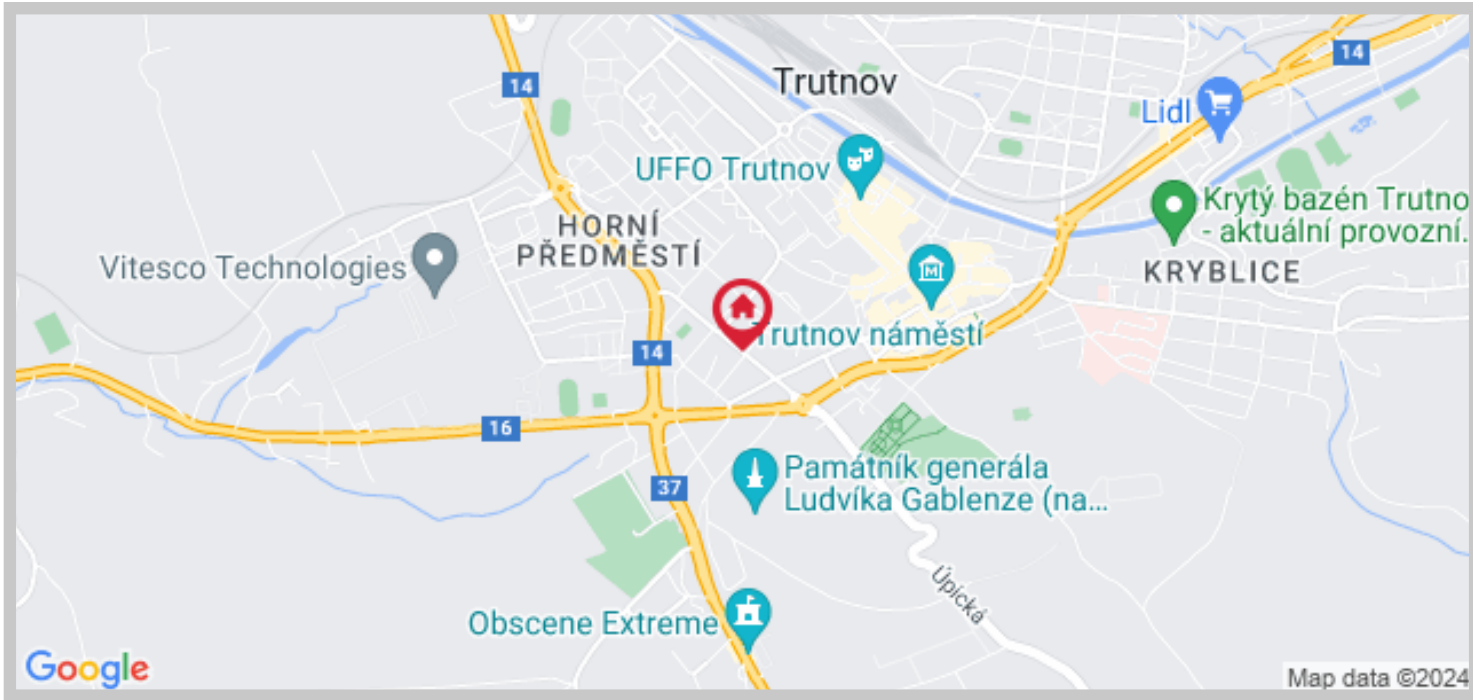 14
Trutnov
14
Lidl
UFFO Trutnov
Krytý bazén Trutno
- aktuální provozní.
HORNÍ
PŘEDMĚSTÍ
Vitesco Technologies
KRYBLICE
Trutnov náměstí
14
16
Památník generála
Ludvíka Gablenze (na...
37
Úpická
Obscene Extreme
Google
Map data ©2024